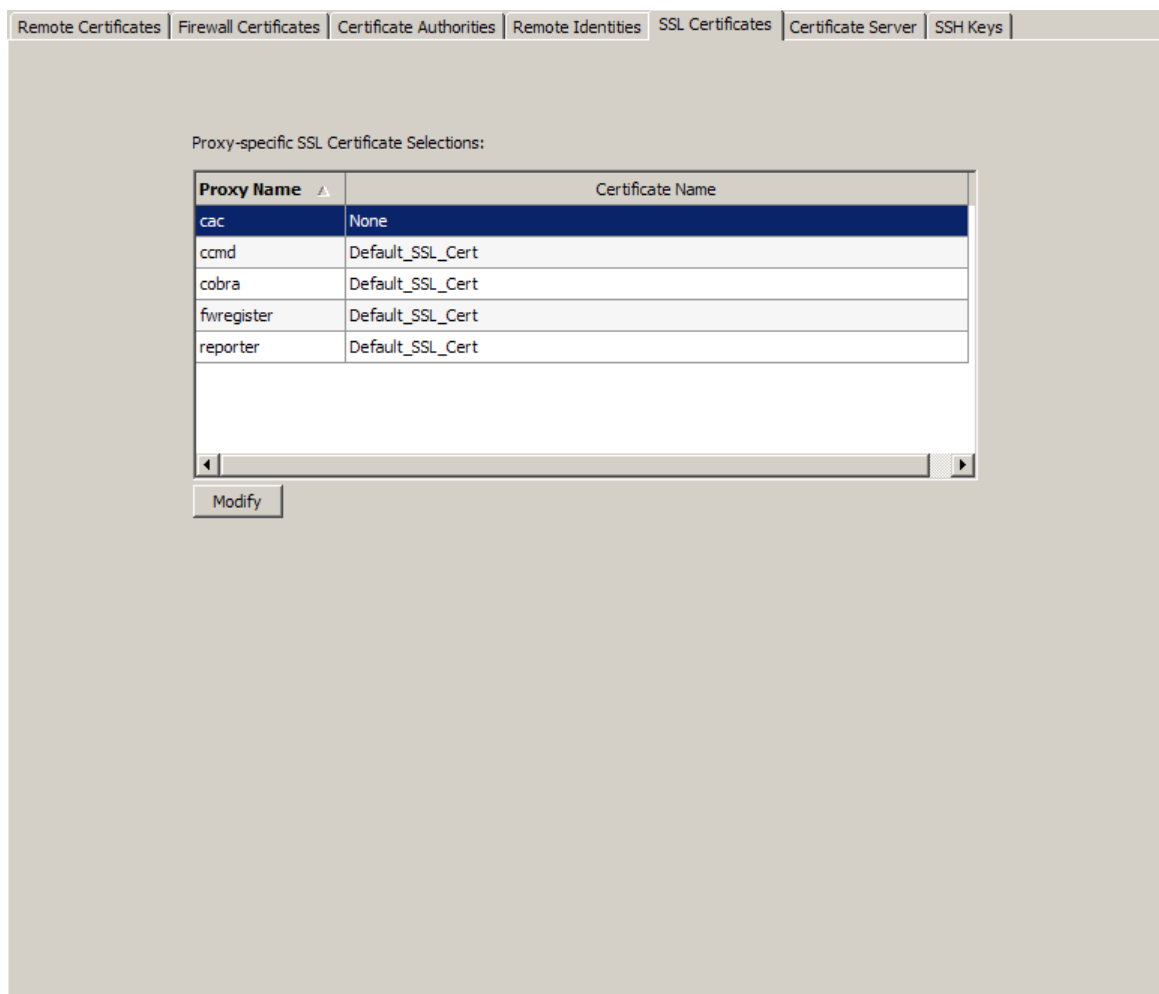 Remote Certificates Firewall Certificates Certificate Authorities Remote Identities SSL Certificates Certificate Server SSH Keys
Proxy-specific SSL Certificate Selections:
Proxy Name Certificate Name
cac None
ccmd Default_SSL_Cert
cobra Default_SSL_Cert
fwregister Default_SSL_Cert
reporter Default_SSL_Cert
Modify